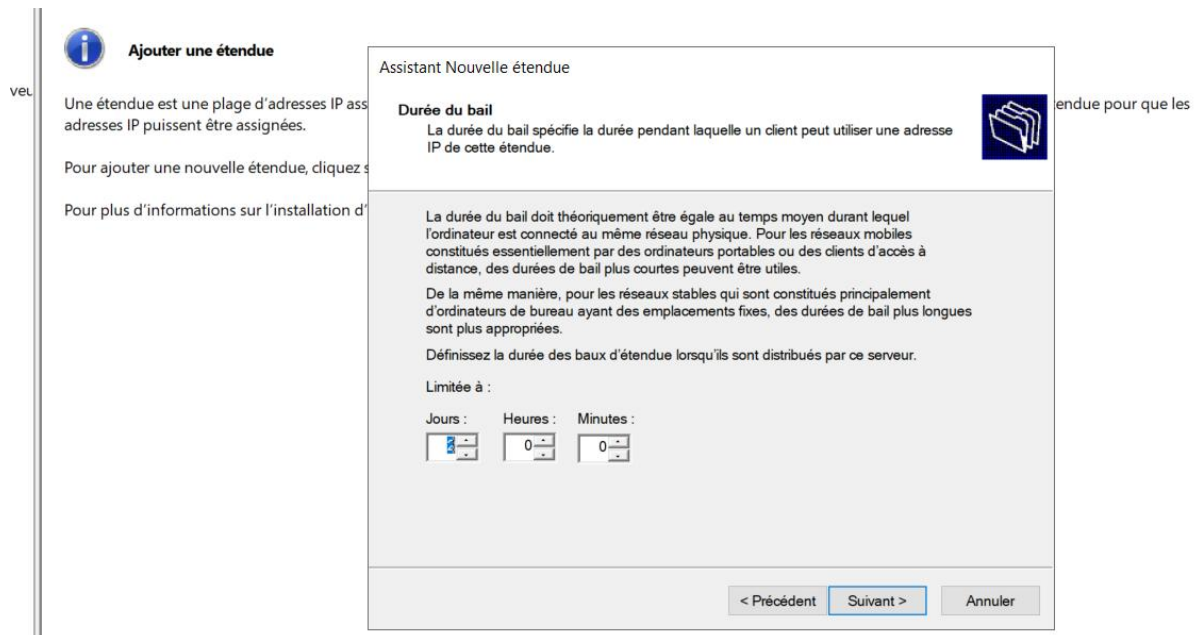 Ajouter une étendue
veu
Une étendue est une plage d'adresses IP ass
endue pour que les
adresses IP puissent être assignées.
Pour ajouter une nouvelle étendue, cliquez s
Pour plus d'informations sur l'installation d'
Assistant Nouvelle étendue
Durée du bail
La durée du bail spécifie la durée pendant laquelle un client peut utiliser une adresse
IP de cette étendue.
La durée du bail doit théoriquement être égale au temps moyen durant lequel
l'ordinateur est connecté au même réseau physique. Pour les réseaux mobiles
constitués essentiellement par des ordinateurs portables ou des clients d'accès à
distance, des durées de bail plus courtes peuvent être utiles.
De la même manière, pour les réseaux stables qui sont constitués principalement
d'ordinateurs de bureau ayant des emplacements fixes, des durées de bail plus longues
sont plus appropriées.
Définissez la durée des baux d'étendue lorsqu'ils sont distribués par ce serveur.
Limitée à :
Jours : Heures : Minutes :
0 0
< Précédent Suivant > Annuler